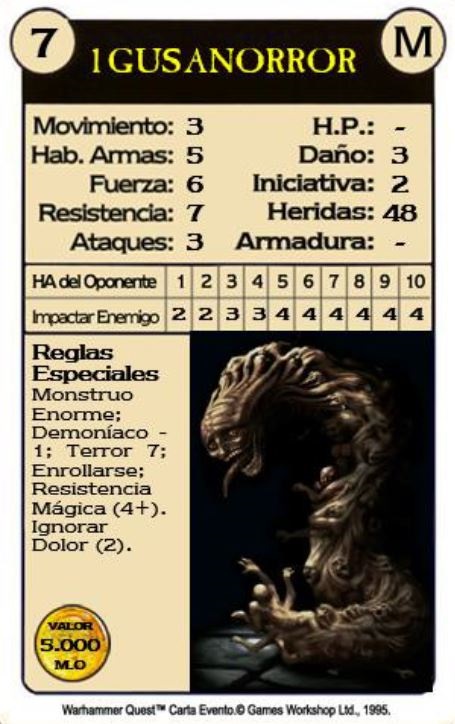 7
M
1 GUSANORROR
Movimiento: 3
H.P.: -
Hab. Armas: 5
Daño: 3
Fuerza: 6
Iniciativa: 2
Resistencia: 7
Heridas: 48
Ataques: 3
Armadura: -
HA del Oponente 1 2 3 4 5 6 7 8 9 10
Impactar Enemigo 2 2 3 3 4 4 4 4 4 4
Reglas
Especiales
Monstruo
Enorme;
Demoníaco -
1; Terror 7;
Enrollarse;
Resistencia
Mágica (4+).
Ignorar
Dolor (2).
VALOR
5.000
M.O
Warhammer Quest™ Carta Evento.© Games Workshop Ltd., 1995.